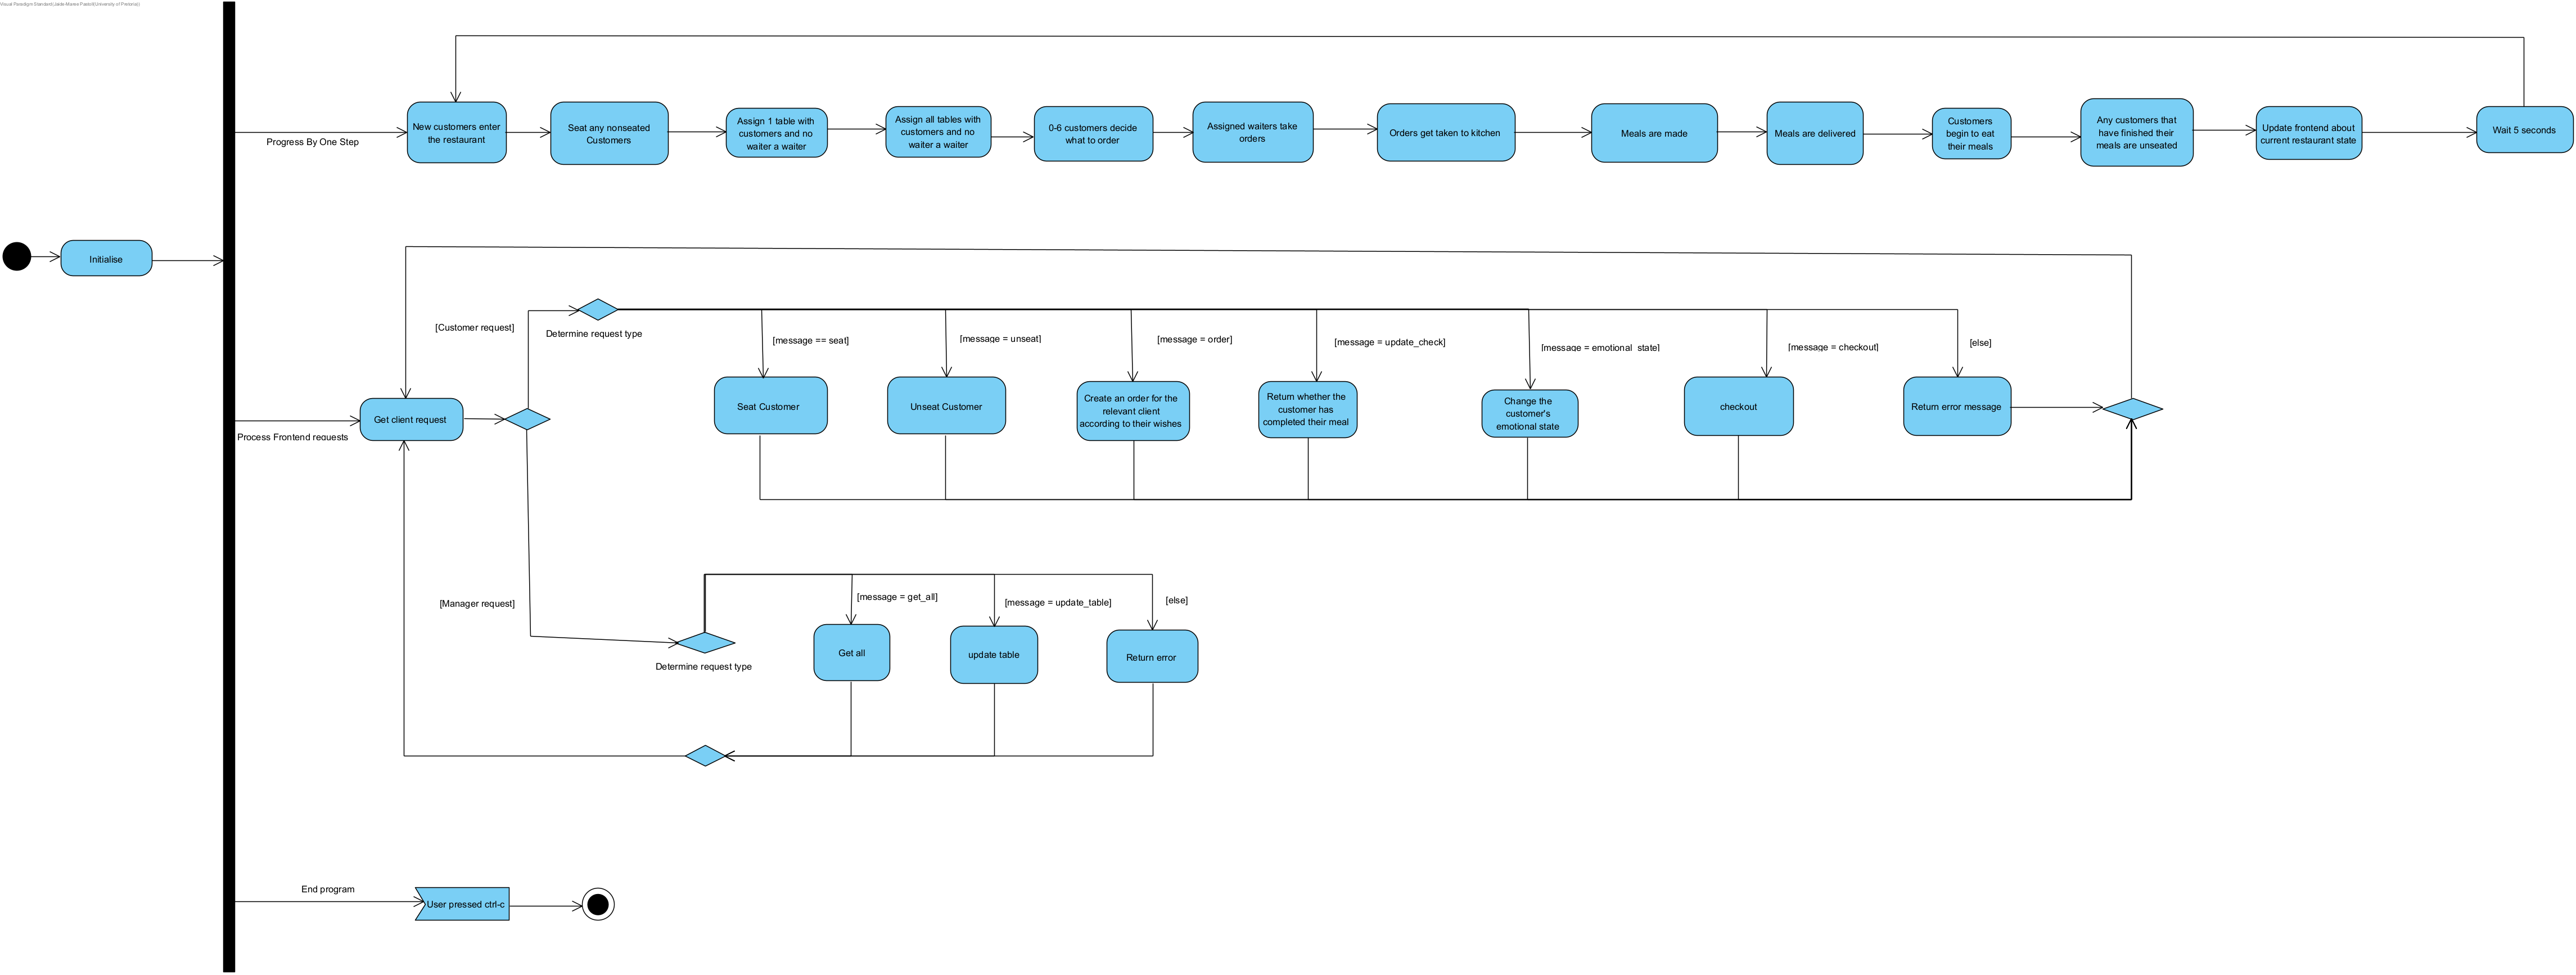 Visual Paradigm Standard(Jaide-Maree Paskill(University of Pretoria))
New customers enter
the restaurant
Seat any nonseated
Customers
Assign 1 table with
customers and no
waiter a waiter
Assign all tables with
customers and no
waiter a waiter
0-6 customers decide
what to order
Assigned waiters take
orders
Orders get taken to kitchen
Meals are made
Meals are delivered
Customers
begin to eat
their meals
Any customers that
have finished their
meals are unseated
Update frontend about
current restaurant state
Wait 5 seconds
Progress By One Step
Initialise
[Customer request]
Determine request type
[message == seat]
[message = unseat]
[message = order]
[message = update_check]
[message = emotional_state]
[message = checkout]
[else]
Get client request
Process Frontend requests
Seat Customer
Unseat Customer
Create an order for the
relevant client
according to their wishes
Return whether the
customer has
completed their meal
Change the
customer's
emotional state
checkout
Return error message
[Manager request]
[message = get_all]
[message = update_table]
[else]
Determine request type
Get all
update table
Return error
End program
User pressed ctrl-c